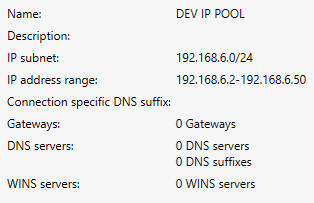 Name: DEV IP POOL
Description:
IP subnet: 192.168.6.0/24
IP address range: 192.168.6.2-192.168.6.50
Connection specific DNS suffix:
Gateways: 0 Gateways
DNS servers: 0 DNS servers
0 DNS suffixes
WINS servers: 0 WINS servers